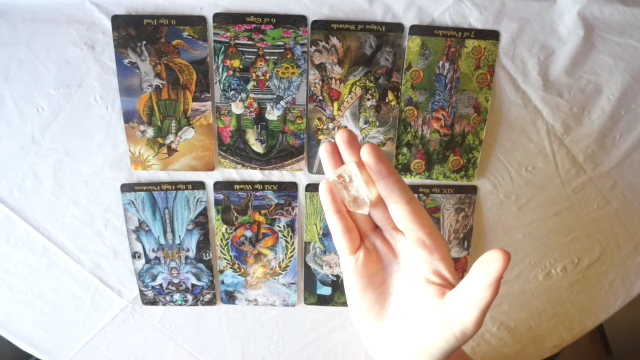 0. the Fool
6 of Cups
Prince of Swords
7 of Pentacles
II. the High Priestess
XXI. the World
XIX. the Sun